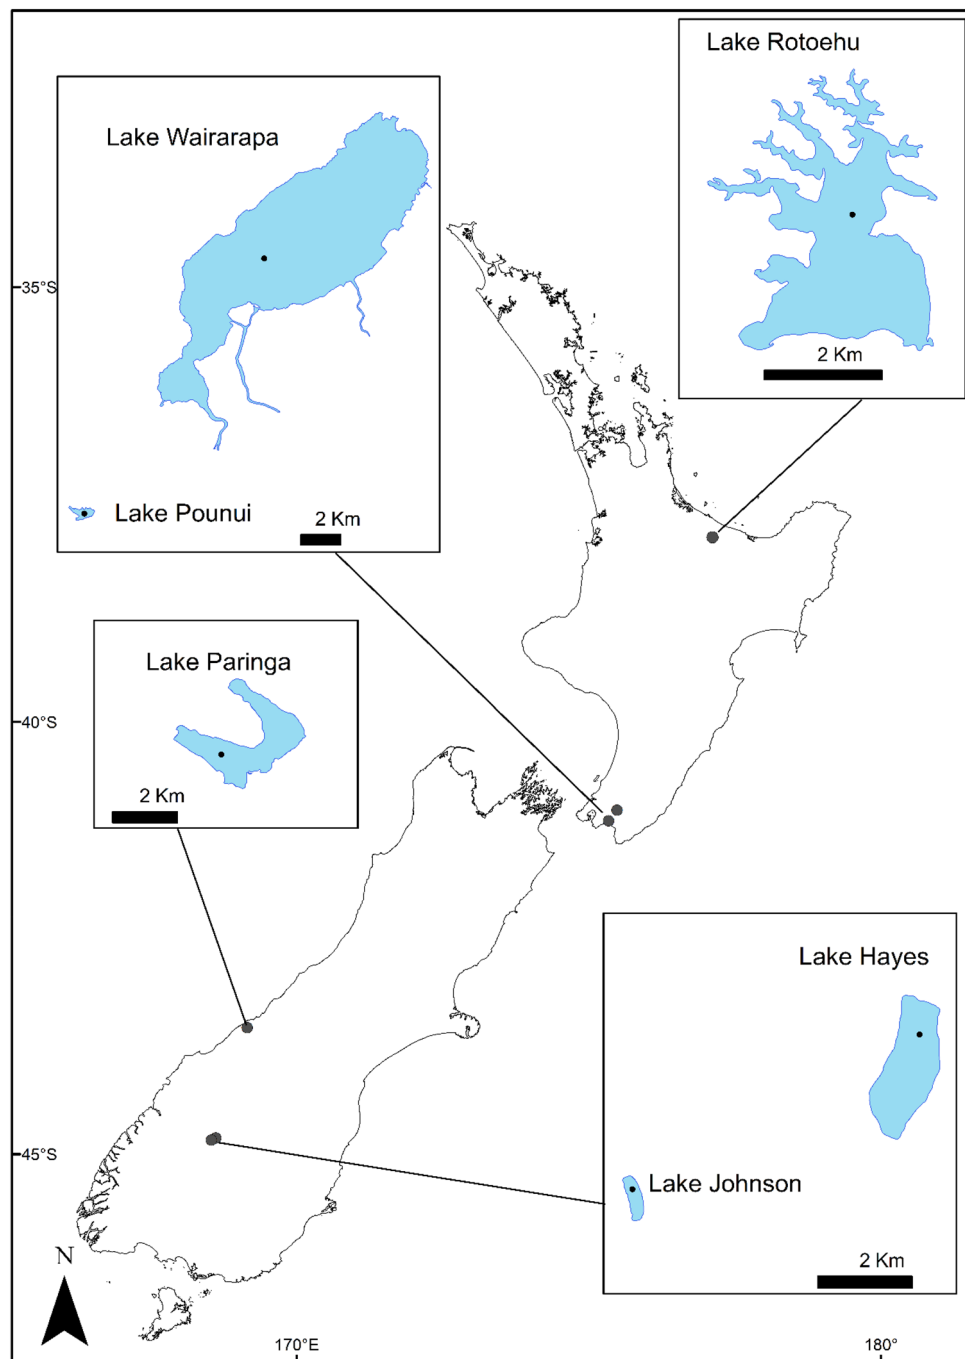 Lake Rotoehu
2 Km
Lake Wairarapa
Lake Pounui
2 Km
35°S
Lake Paringa
2 Km
40°S
Lake Hayes
Lake Johnson
2 Km
45°S
N
170°E
180°